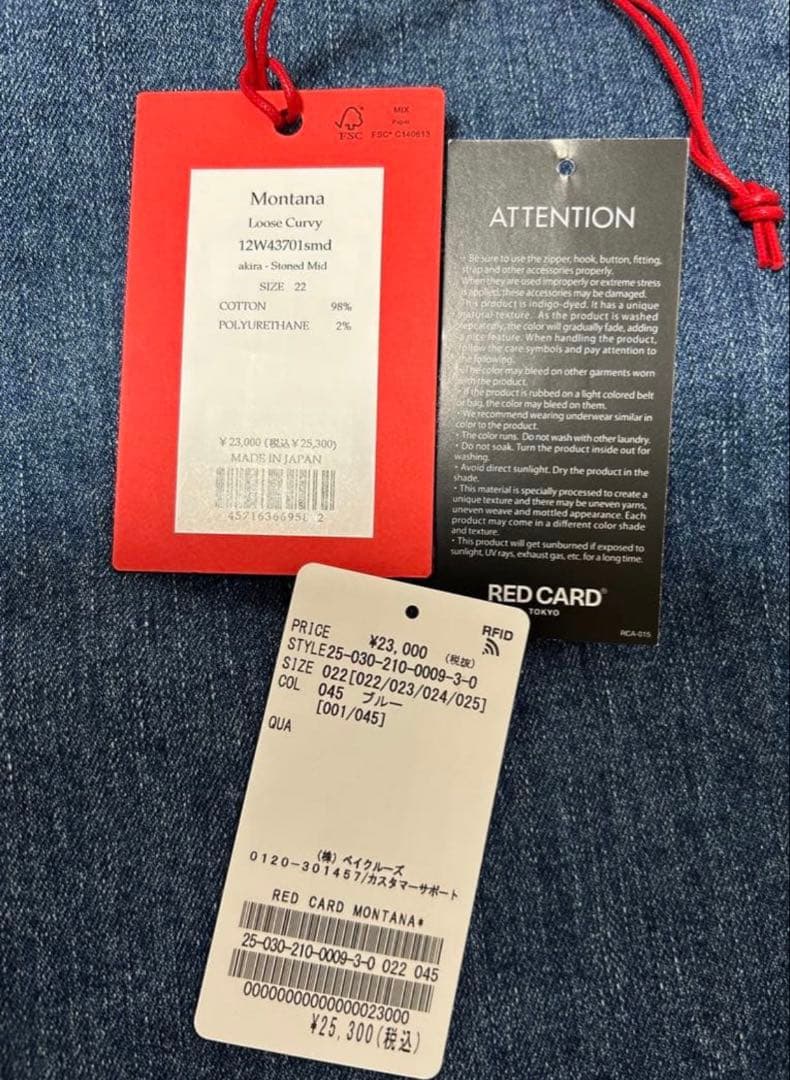 FSC
MIX
Paper
FSC® C140613
Montana
Loose Curvy
12W43701smd
akira - Stoned Mid
SIZE 22
COTTON 98%
POLYURETHANE 2%
¥23,000 (税込¥25,300)
MADE IN JAPAN
ATTENTION
・Be sure to use the zipper, hook, button, fitting,
strap and other accessories properly.
When they are used improperly or extreme stress
is applied, these accessories may be damaged.
This product is indigo-dyed. It has a unique
natural texture. As the product is washed
repeatedly, the color will gradually fade, adding
a nice feature. When handling the product,
follow the care symbols and pay attention to
the following.
・The color may bleed on other garments worn
with the product.
・If the product is rubbed on a light colored belt
or bag, the color may bleed on them.
・We recommend wearing underwear similar in
color to the product.
・The color runs. Do not wash with other laundry.
・Do not soak. Turn the product inside out for
washing.
・Avoid direct sunlight. Dry the product in the
shade.
・This material is specially processed to create a
unique texture and there may be uneven yarns,
uneven weave and mottled appearance. Each
product may come in a different color shade
and texture.
・This product will get sunburned if exposed to
sunlight, UV rays, exhaust gas, etc. for a long time.
RED CARD®
TOKYO
RCA-015
RFID
PRICE ¥23,000 (税抜)
STYLE25-030-210-0009-3-0
SIZE 022[022/023/024/025]
COL 045 ブルー
[001/045]
QUA
(株)ベイクルーズ
0120-301457/カスタマーサポート
RED CARD MONTANA*
25-030-210-0009-3-0 022 045
¥25,300(税込)